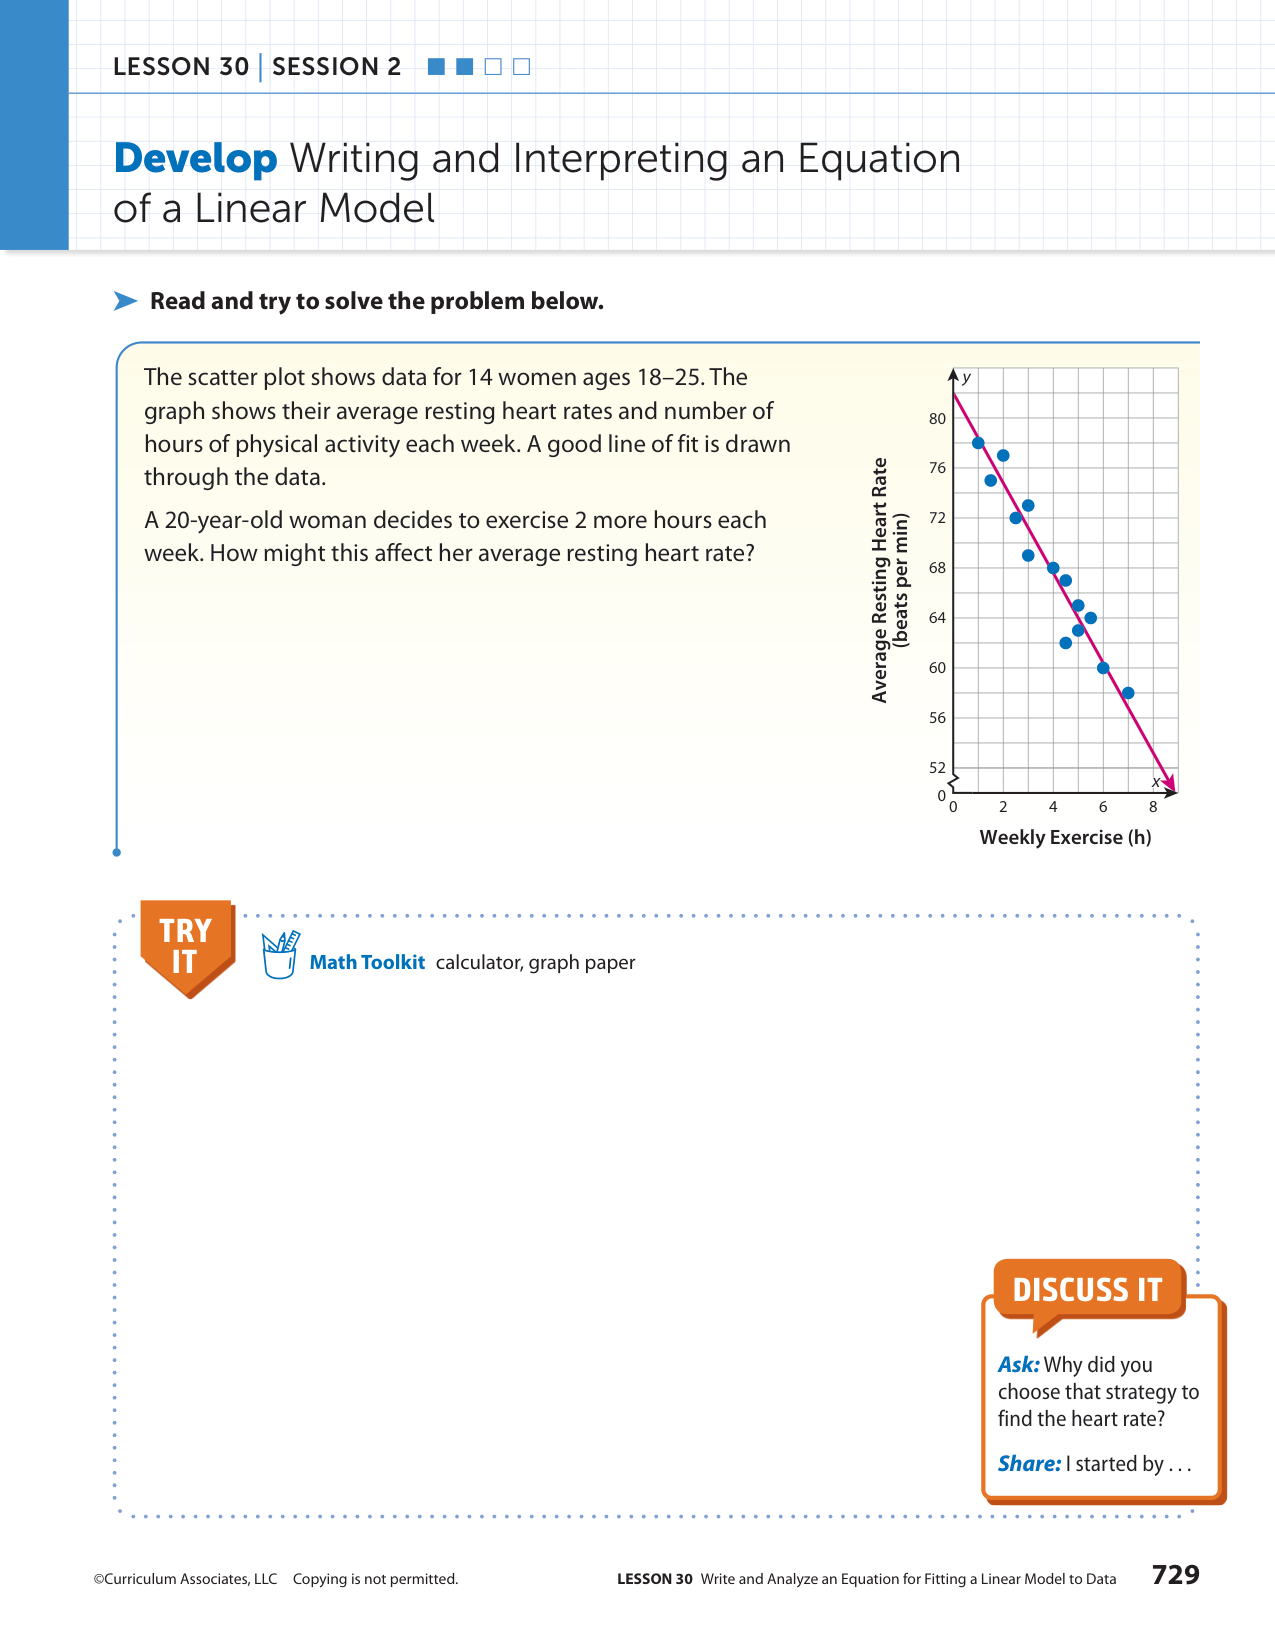 LESSON 30 | SESSION 2
Develop Writing and Interpreting an Equation
of a Linear Model
Read and try to solve the problem below.
The scatter plot shows data for 14 women ages 18–25. The
graph shows their average resting heart rates and number of
hours of physical activity each week. A good line of fit is drawn
through the data.
A 20-year-old woman decides to exercise 2 more hours each
week. How might this affect her average resting heart rate?
Average Resting Heart Rate
(beats per min)
y
80
76
72
68
64
60
56
52
0
x
0 2 4 6 8
Weekly Exercise (h)
TRY
IT
Math Toolkit calculator, graph paper
DISCUSS IT
Ask: Why did you
choose that strategy to
find the heart rate?
Share: I started by . . .
©Curriculum Associates, LLC Copying is not permitted.
LESSON 30 Write and Analyze an Equation for Fitting a Linear Model to Data 729